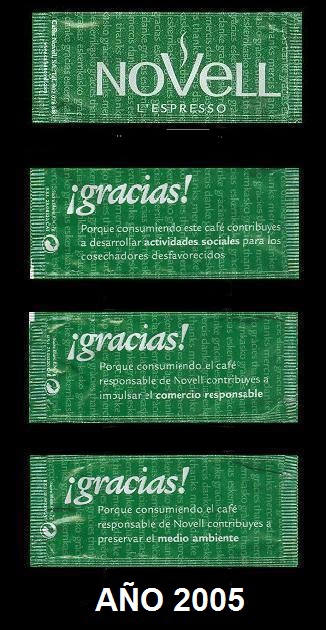 NoVell
L'ESPRESSO
¡gracias!
Porque consumiendo este café contribuyes
a desarrollar actividades sociales para los
cosechadores desfavorecidos
¡gracias!
Porque consumiendo el café
responsable de Novell contribuyes a
impulsar el comercio responsable
¡gracias!
Porque consumiendo el café
responsable de Novell contribuyes a
preservar el medio ambiente
AÑO 2005